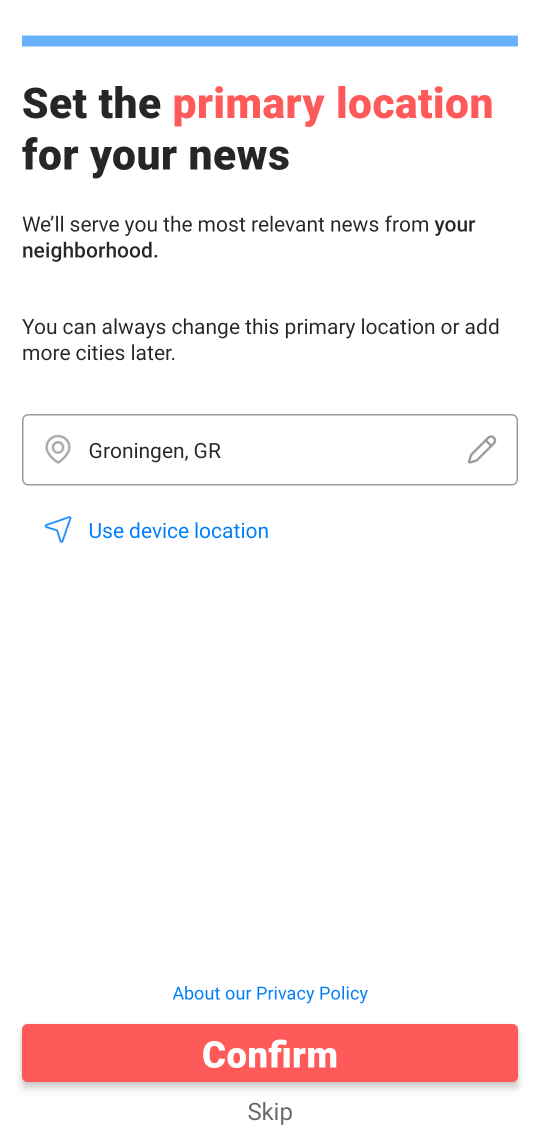 Set the primary location
for your news
We’ll serve you the most relevant news from your
neighborhood.
You can always change this primary location or add
more cities later.
Groningen, GR
Use device location
About our Privacy Policy
Confirm
Skip